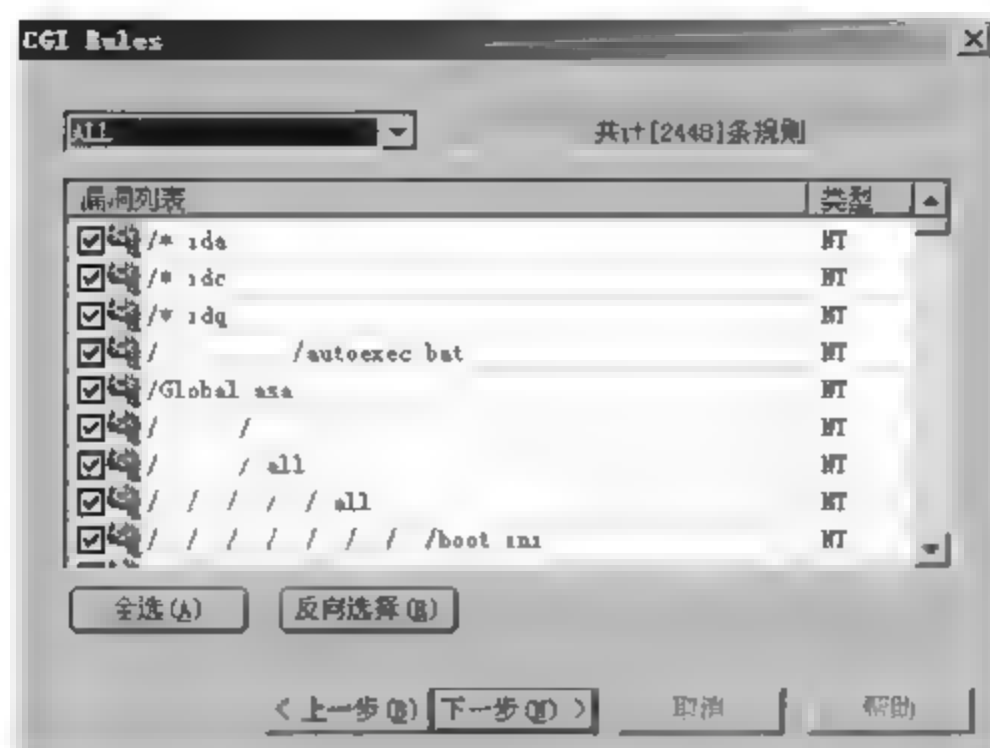 CGI Rules
All
共计[2448]条规则
漏洞列表 类型
/* ida NT
/* idc NT
/* idq NT
/ /autoexec bat NT
/Global asa NT
/ / NT
/ / all NT
/ / / / / all NT
/ / / / / / / /boot ini NT
全选(A) 反向选择(R)
< 上一步(B) 下一步(N) > 取消 帮助